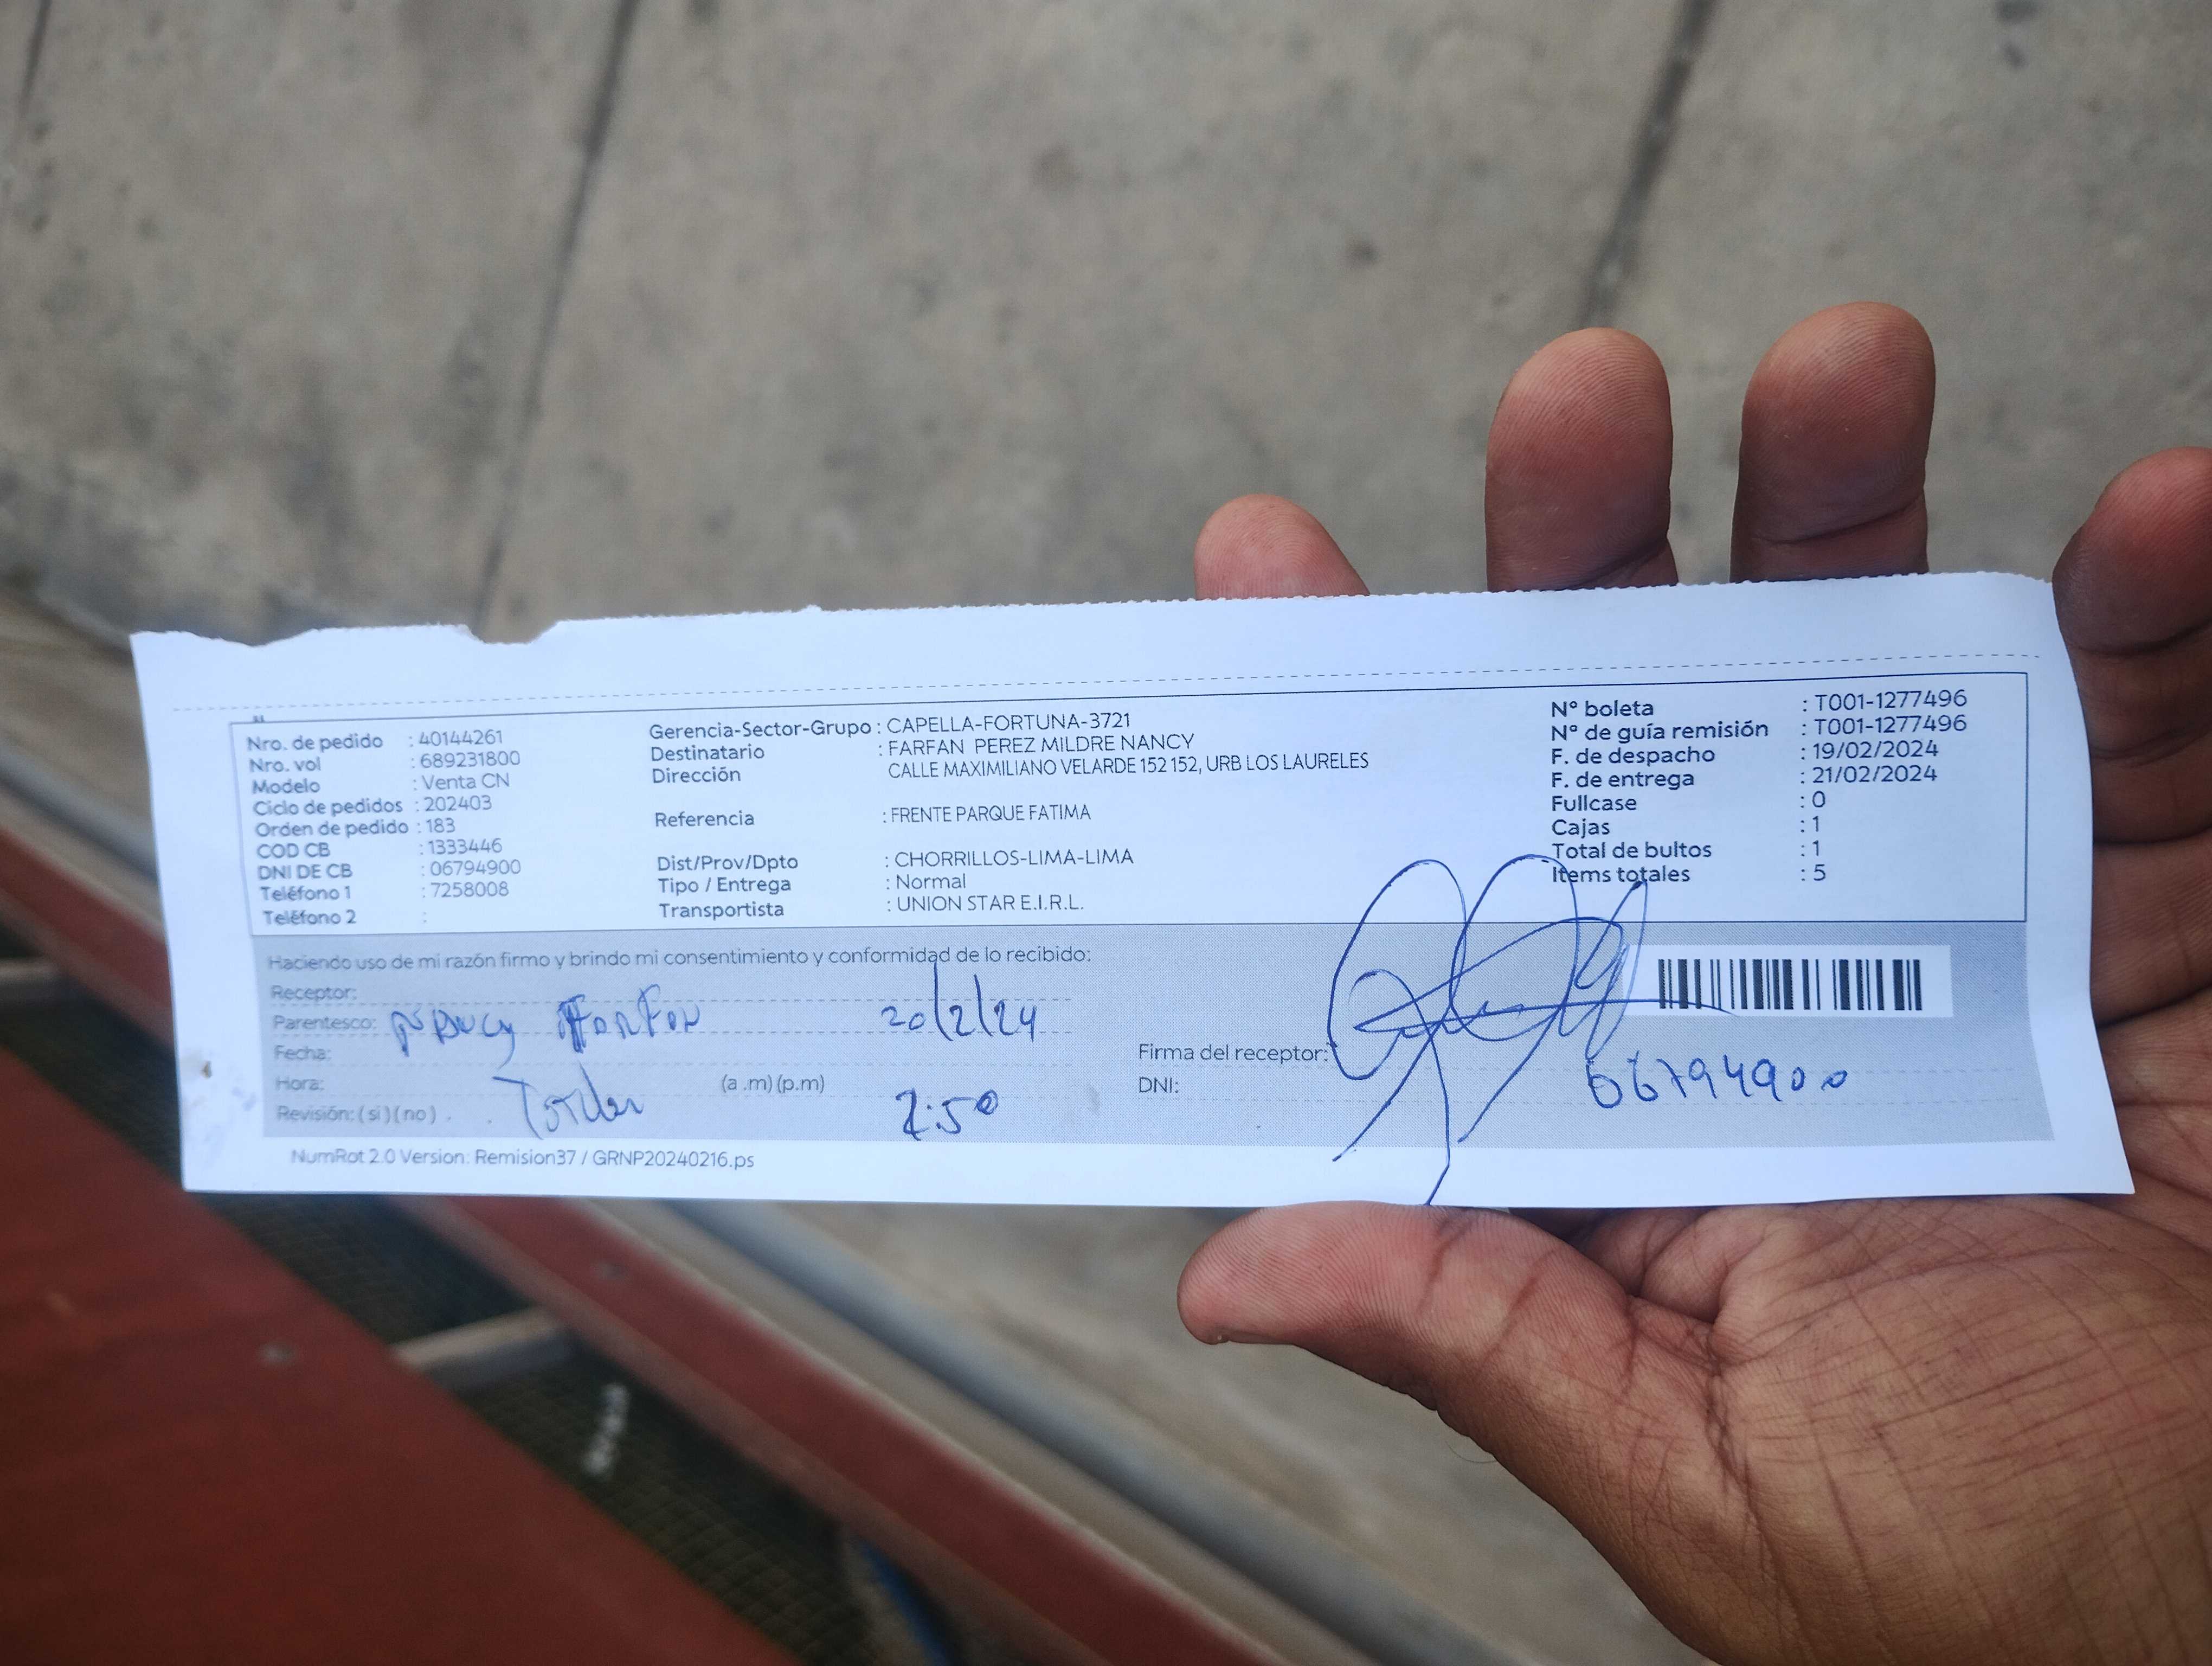 Nro. de pedido : 40144261
Nro. vol : 689231800
Modelo : Venta CN
Ciclo de pedidos : 202403
Orden de pedido : 183
COD CB : 1333446
DNI DE CB : 06794900
Teléfono 1 : 7258008
Teléfono 2 :
Gerencia-Sector-Grupo : CAPELLA-FORTUNA-3721
Destinatario : FARFAN PEREZ MILDRE NANCY
Dirección CALLE MAXIMILIANO VELARDE 152 152, URB LOS LAURELES
Referencia : FRENTE PARQUE FATIMA
Dist/Prov/Dpto : CHORRILLOS-LIMA-LIMA
Tipo / Entrega : Normal
Transportista : UNION STAR E.I.R.L.
N° boleta : T001-1277496
N° de guía remisión : T001-1277496
F. de despacho : 19/02/2024
F. de entrega : 21/02/2024
Fullcase : 0
Cajas : 1
Total de bultos : 1
Items totales : 5
Haciendo uso de mi razón firmo y brindo mi consentimiento y conformidad de lo recibido:
Receptor:
Parentesco: 20/2/24
Fecha:
Hora: (a .m) (p.m)
Revisión: ( si ) ( no ) . :50
Firma del receptor:
DNI: 06794900
NumRot 2.0 Version: Remision37 / GRNP20240216.ps